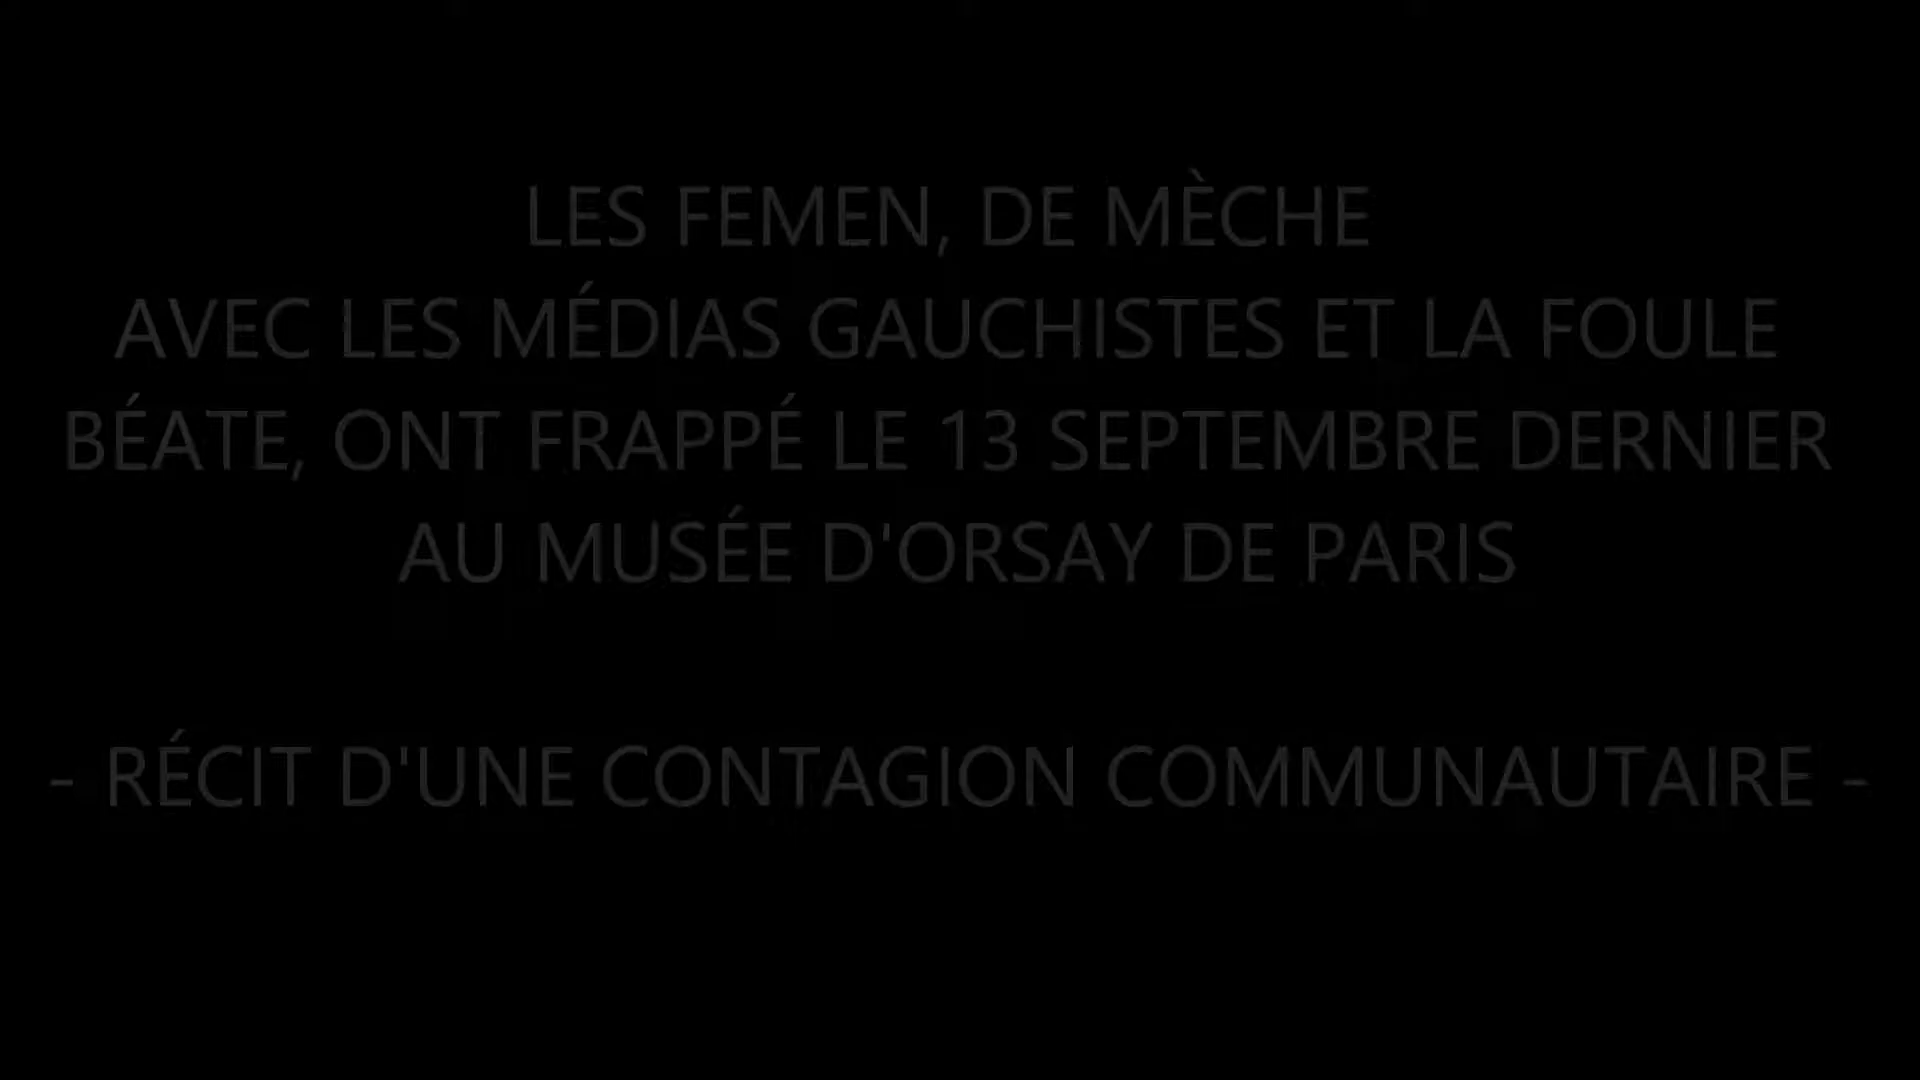 LES FEMEN, DE MÈCHE
AVEC LES MÉDIAS GAUCHISTES ET LA FOULE
BÉATE, ONT FRAPPÉ LE 13 SEPTEMBRE DERNIER
AU MUSÉE D'ORSAY DE PARIS
- RÉCIT D'UNE CONTAGION COMMUNAUTAIRE -